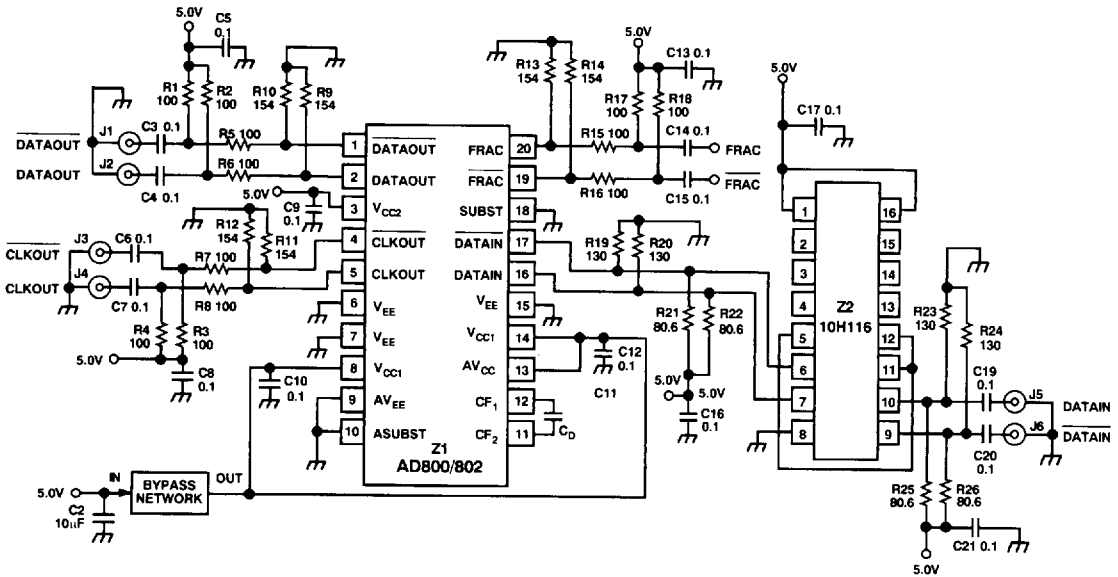 5.0V
C5
0.1
R1
100
R2
100
R10
154
R9
154
DATAOUT
DATAOUT
J1
J2
C3 0.1
C4 0.1
R5 100
R6 100
5.0V
C9
0.1
CLKOUT
CLKOUT
J3
J4
C6 0.1
C7 0.1
R12
154
R11
154
R7 100
R8 100
R4
100
R3
100
5.0V
C8
0.1
C10
0.1
5.0V
IN
BYPASS
NETWORK
OUT
C2
10μF
1 DATAOUT
2 DATAOUT
3 VCC2
4 CLKOUT
5 CLKOUT
6 VEE
7 VEE
8 VCC1
9 AVEE
10 ASUBST
FRAC 20
FRAC 19
SUBST 18
DATAIN 17
DATAIN 16
VEE 15
VCC1 14
AVCC 13
CF1 12
CF2 11
Z1
AD800/802
R13
154
R14
154
5.0V
C13 0.1
R17
100
R18
100
R15 100
R16 100
C14 0.1
C15 0.1
FRAC
FRAC
R19
130
R20
130
R21
80.6
R22
80.6
C12
0.1
C11
CD
5.0V
5.0V
C16
0.1
5.0V
C17 0.1
1
2
3
4
5
6
7
8
16
15
14
13
12
11
10
9
Z2
10H116
R23
130
R24
130
C19
0.1
C20
0.1
J5
J6
DATAIN
DATAIN
R25
80.6
R26
80.6
C21 0.1
5.0V